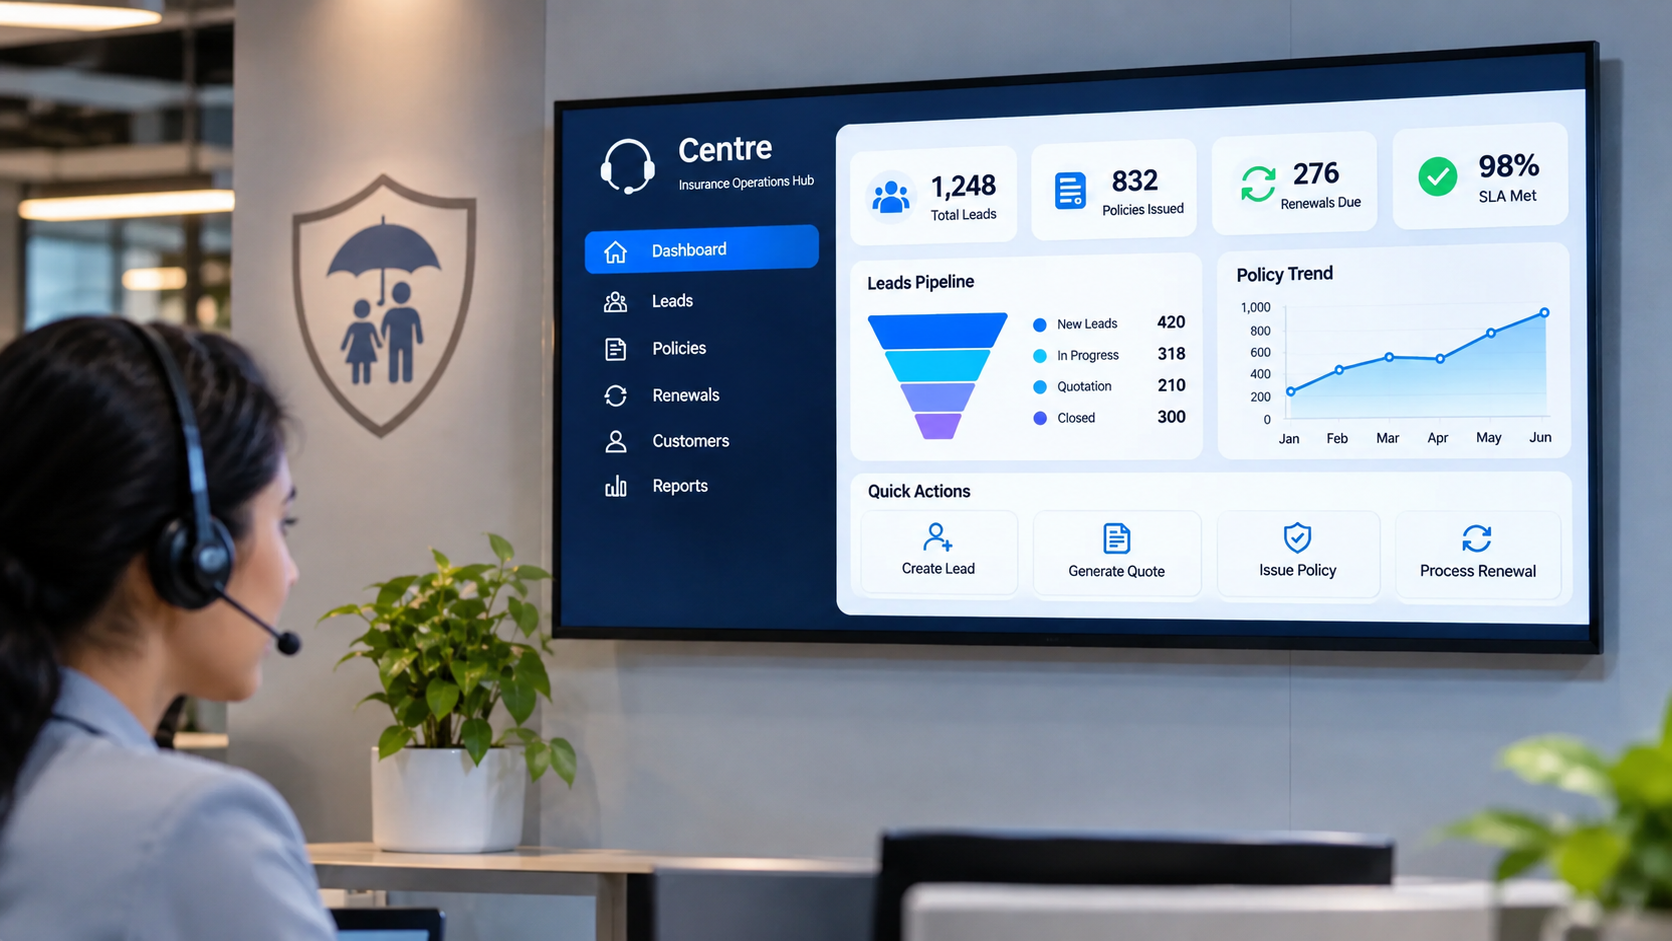 Centre
Insurance Operations Hub
Dashboard
Leads
Policies
Renewals
Customers
Reports
1,248
Total Leads
832
Policies Issued
276
Renewals Due
98%
SLA Met
Leads Pipeline
New Leads 420
In Progress 318
Quotation 210
Closed 300
Policy Trend
1,000
800
600
400
200
0
Jan Feb Mar Apr May Jun
Quick Actions
Create Lead
Generate Quote
Issue Policy
Process Renewal